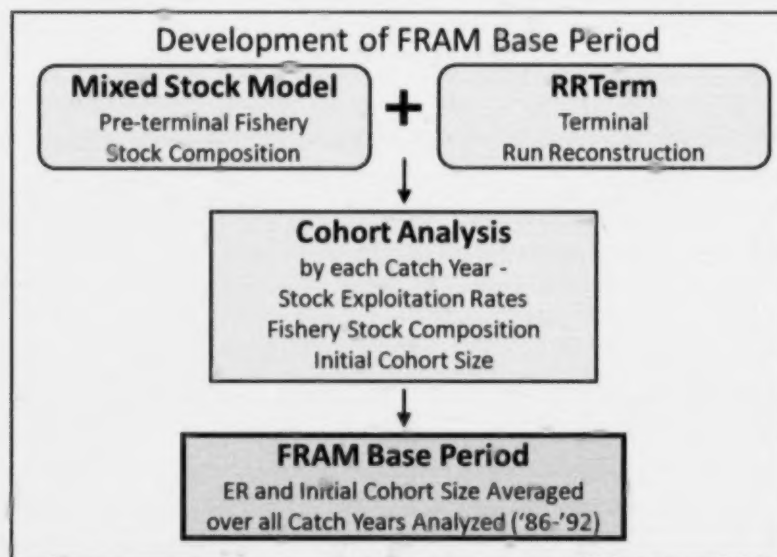 Development of FRAM Base Period
Mixed Stock Model
Pre-terminal Fishery
Stock Composition
+
RRTerm
Terminal
Run Reconstruction
Cohort Analysis
by each Catch Year -
Stock Exploitation Rates
Fishery Stock Composition
Initial Cohort Size
FRAM Base Period
ER and Initial Cohort Size Averaged
over all Catch Years Analyzed ('86-'92)